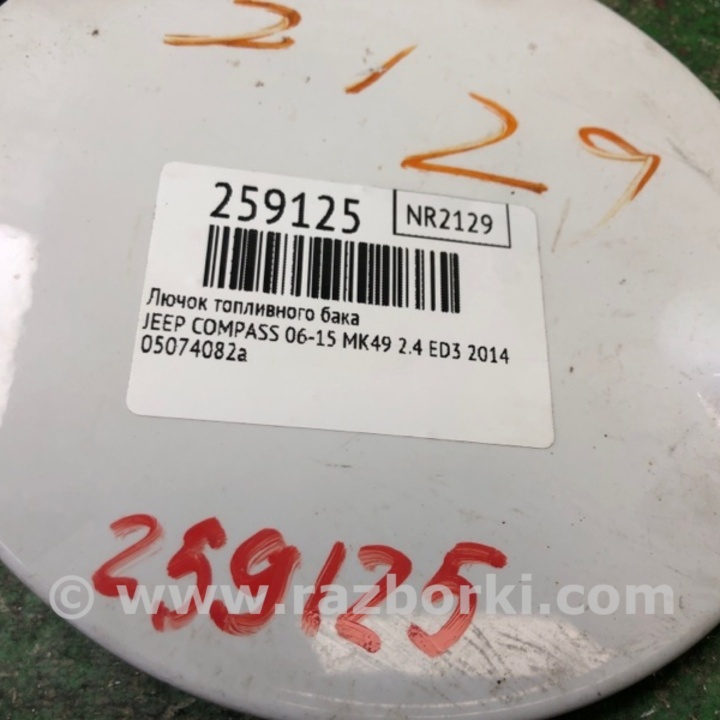 2129
259125
NR2129
Лючок топливного бака
JEEP COMPASS 06-15 MK49 2.4 ED3 2014
05074082а
259125
© www.razborki.com